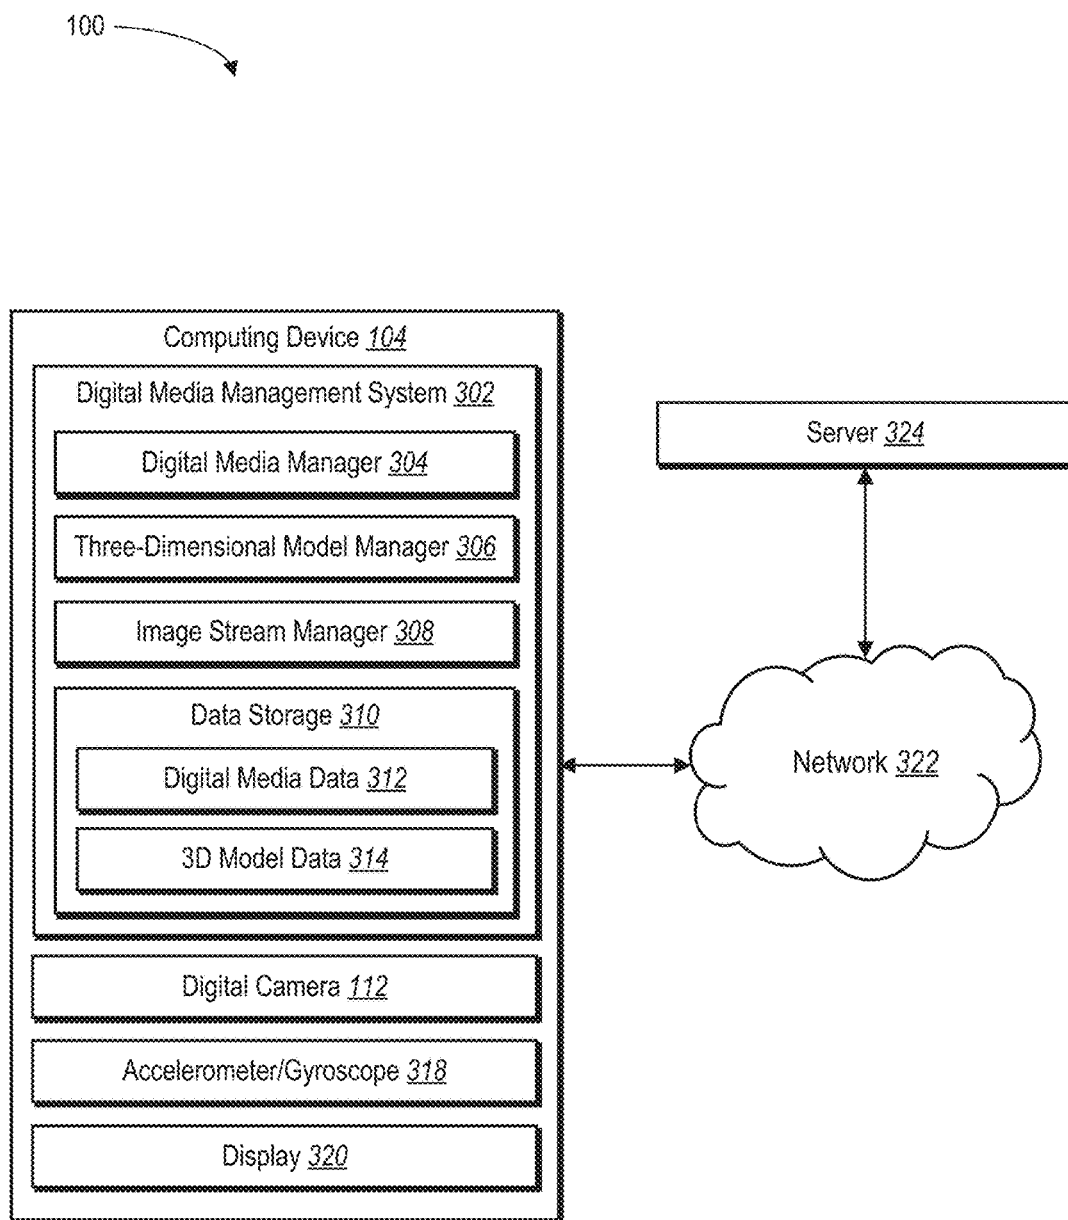 100
Computing Device 104
Digital Media Management System 302
Digital Media Manager 304
Three-Dimensional Model Manager 306
Image Stream Manager 308
Data Storage 310
Digital Media Data 312
3D Model Data 314
Digital Camera 112
Accelerometer/Gyroscope 318
Display 320
Server 324
Network 322